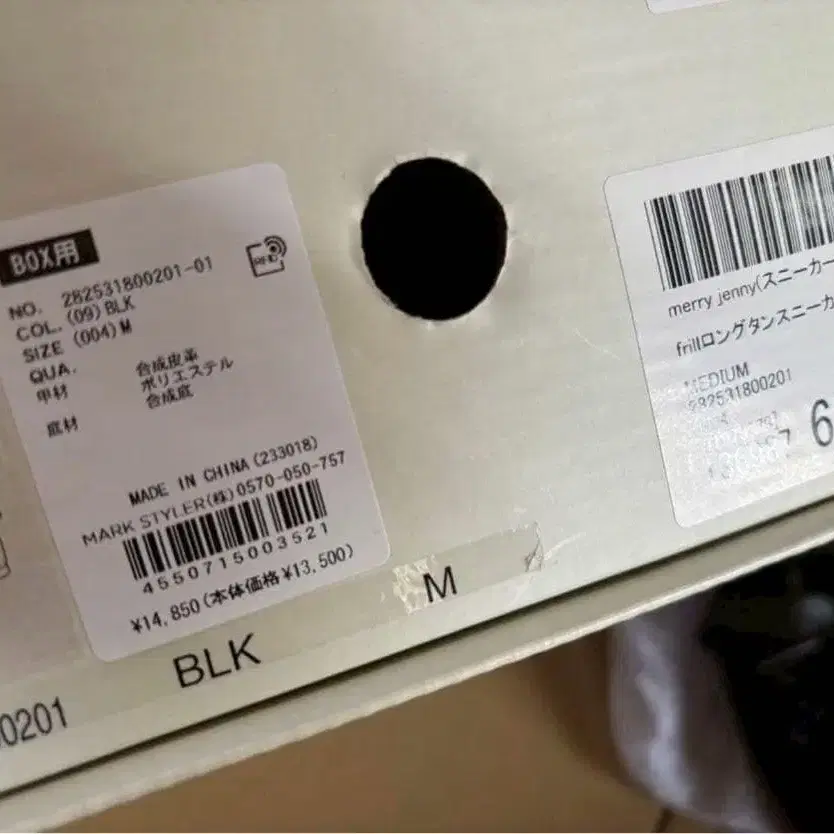 BOX用
RFID
NO. 282531800201-01
COL. (09)BLK
SIZE (004)M
QUA.
甲材 合成皮革
ポリエステル
底材 合成底
MADE IN CHINA(233018)
MARK STYLER(株)0570-050-757
4550715003521
¥14,850(本体価格¥13,500)
BLK
M
0201
merry jenny(スニーカー
frillロングタンスニーカ
MEDIUM
282531800201
6